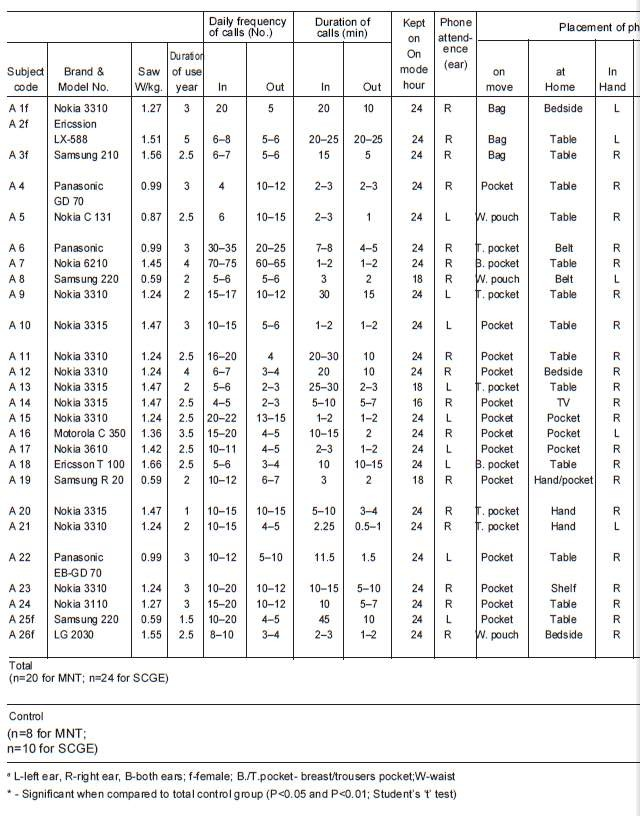 Daily frequency Duration of Kept Phone
of calls (No.) calls (min) on attend- Placement of ph
On ence
mode (ear)
Subject Brand & Saw Duration of use hour on at In
code Model No. W/kg. year In Out In Out move Home Hand
A 1f Nokia 3310 1.27 3 20 5 20 10 24 R Bag Bedside L
A 2f Ericssion
LX-588 1.51 5 6–8 5–6 20–25 20–25 24 R Bag Table L
A 3f Samsung 210 1.56 2.5 6–7 5–6 15 5 24 R Bag Table R
A 4 Panasonic 0.99 3 4 10–12 2–3 2–3 24 R Pocket Table R
GD 70
A 5 Nokia C 131 0.87 2.5 6 10–15 2–3 1 24 L W. pouch Table R
A 6 Panasonic 0.99 3 30–35 20–25 7–8 4–5 24 R T. pocket Belt R
A 7 Nokia 6210 1.45 4 70–75 60–65 1–2 1–2 24 R B. pocket Table R
A 8 Samsung 220 0.59 2 5–6 5–6 3 2 18 R W. pouch Belt L
A 9 Nokia 3310 1.24 2 15–17 10–12 30 15 24 L T. pocket Table R
A 10 Nokia 3315 1.47 3 10–15 5–6 1–2 1–2 24 L Pocket Table R
A 11 Nokia 3310 1.24 2.5 16–20 4 20–30 10 24 R Pocket Table R
A 12 Nokia 3310 1.24 4 6–7 3–4 20 10 24 R Pocket Bedside R
A 13 Nokia 3315 1.47 2 5–6 2–3 25–30 2–3 18 L T. pocket Table R
A 14 Nokia 3315 1.47 2.5 4–5 2–3 5–10 5–7 16 R Pocket TV R
A 15 Nokia 3310 1.24 2.5 20–22 13–15 1–2 1–2 24 L Pocket Pocket R
A 16 Motorola C 350 1.36 3.5 15–20 4–5 10–15 2 24 R Pocket Pocket L
A 17 Nokia 3610 1.42 2.5 10–11 4–5 2–3 1–2 24 L Pocket Pocket R
A 18 Ericsson T 100 1.66 2.5 5–6 3–4 10 10–15 24 L B. pocket Table R
A 19 Samsung R 20 0.59 2 10–12 6–7 3 2 18 R Pocket Hand/pocket R
A 20 Nokia 3315 1.47 1 10–15 10–15 5–10 3–4 24 R T. pocket Hand R
A 21 Nokia 3310 1.24 2 10–15 4–5 2.25 0.5–1 24 R T. pocket Hand L
A 22 Panasonic 0.99 3 10–12 5–10 11.5 1.5 24 L Pocket Table R
EB-GD 70
A 23 Nokia 3310 1.24 3 10–20 10–12 10–15 5–10 24 R Pocket Shelf R
A 24 Nokia 3110 1.27 3 15–20 10–12 10 5–7 24 R Pocket Table R
A 25f Samsung 220 0.59 1.5 10–20 4–5 45 10 24 L Pocket Table R
A 26f LG 2030 1.55 2.5 8–10 3–4 2–3 1–2 24 R W. pouch Bedside R
Total
(n=20 for MNT; n=24 for SCGE)
Control
(n=8 for MNT;
n=10 for SCGE)
ᵃ L-left ear, R-right ear, B-both ears; f-female; B./T.pocket- breast/trousers pocket;W-waist
* - Significant when compared to total control group (P<0.05 and P<0.01; Student's 't' test)